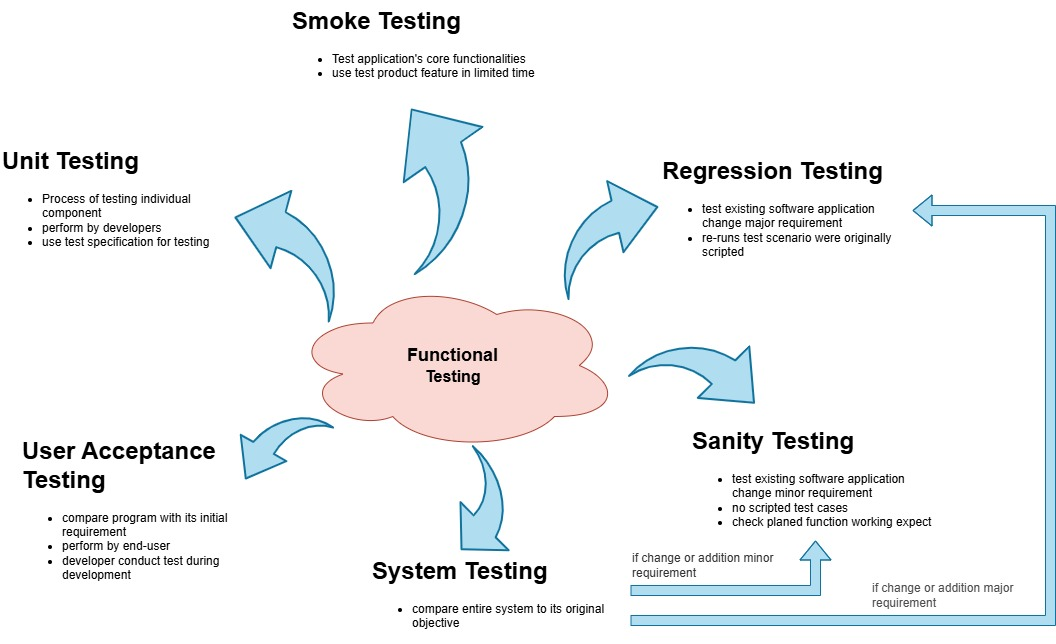 Smoke Testing
Test application's core functionalities
use test product feature in limited time
Unit Testing
Process of testing individual
component
perform by developers
use test specification for testing
Regression Testing
test existing software application
change major requirement
re-runs test scenario were originally
scripted
Functional
Testing
User Acceptance
Testing
compare program with its initial
requirement
perform by end-user
developer conduct test during
development
Sanity Testing
test existing software application
change minor requirement
no scripted test cases
check planed function working expect
System Testing
compare entire system to its original
objective
if change or addition minor
requirement
if change or addition major
requirement